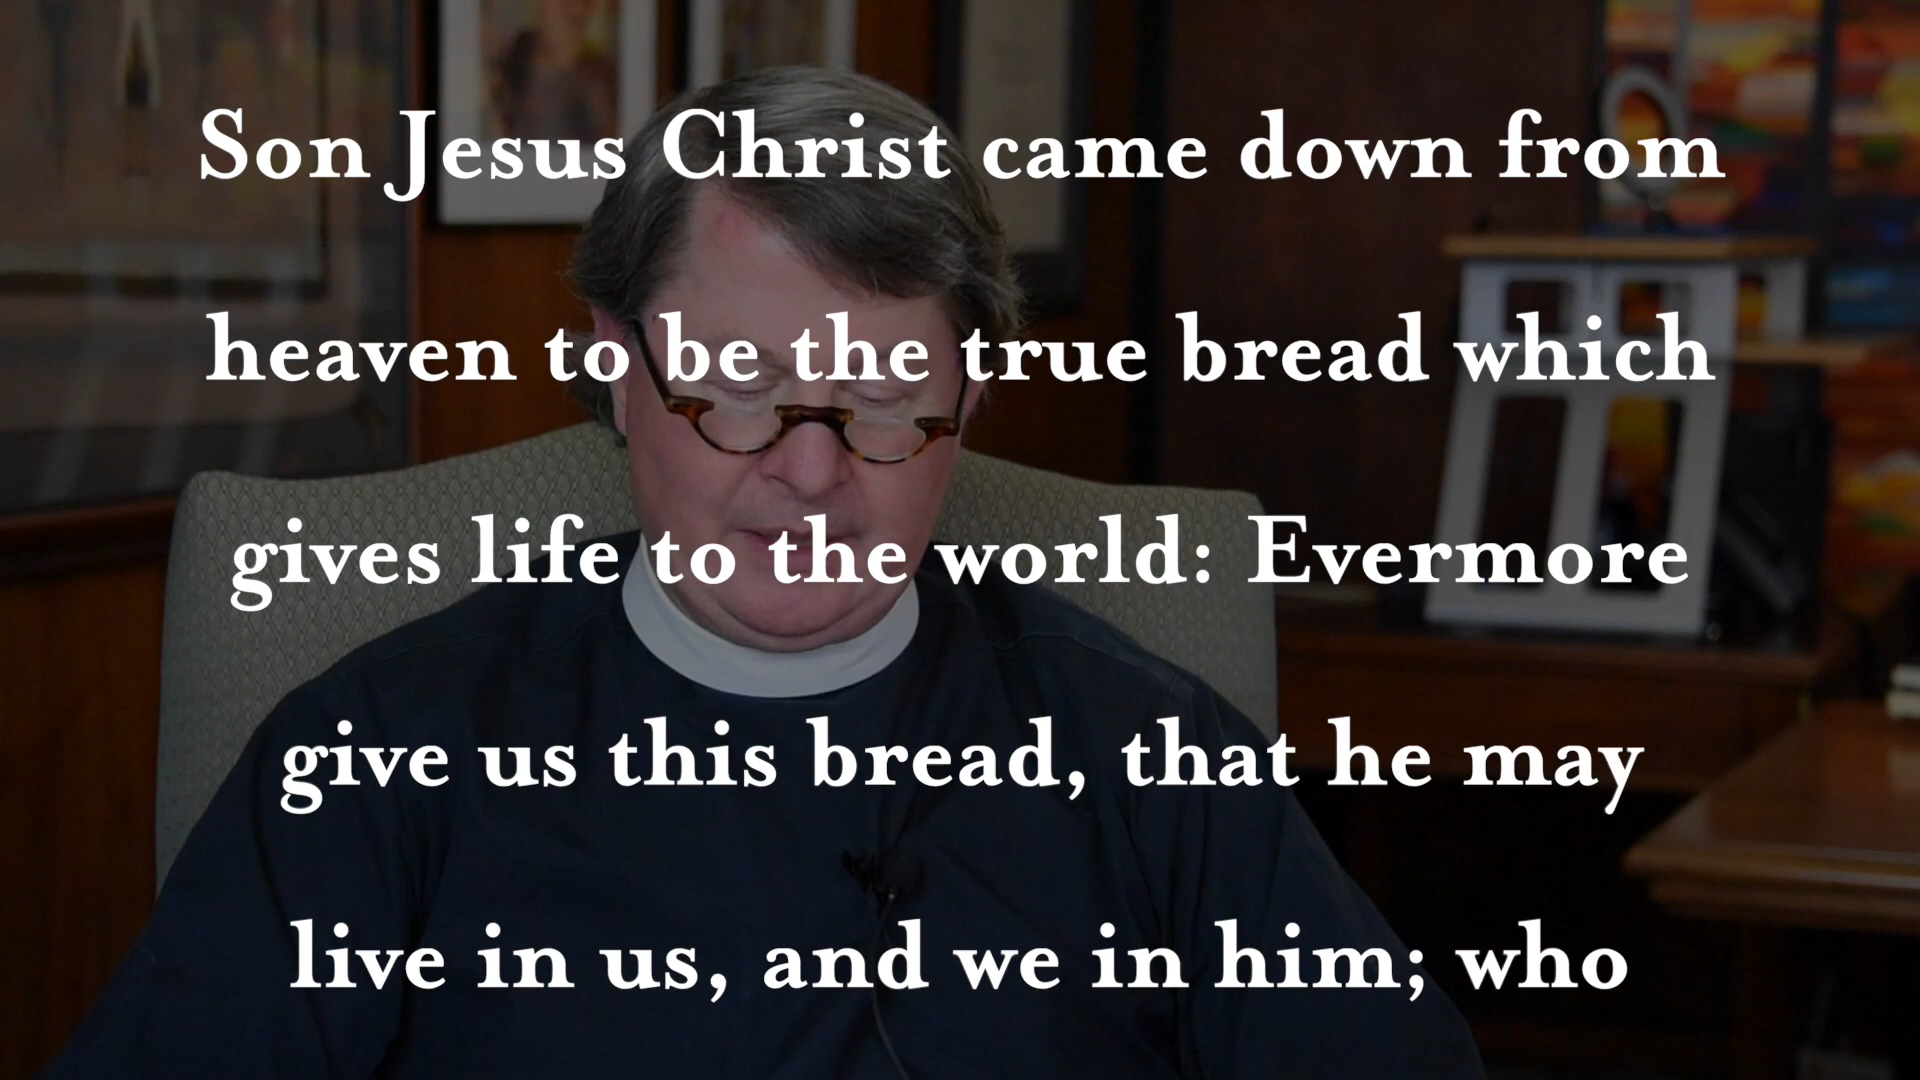 Son Jesus Christ came down from
heaven to be the true bread which
gives life to the world: Evermore
give us this bread, that he may
live in us, and we in him; who